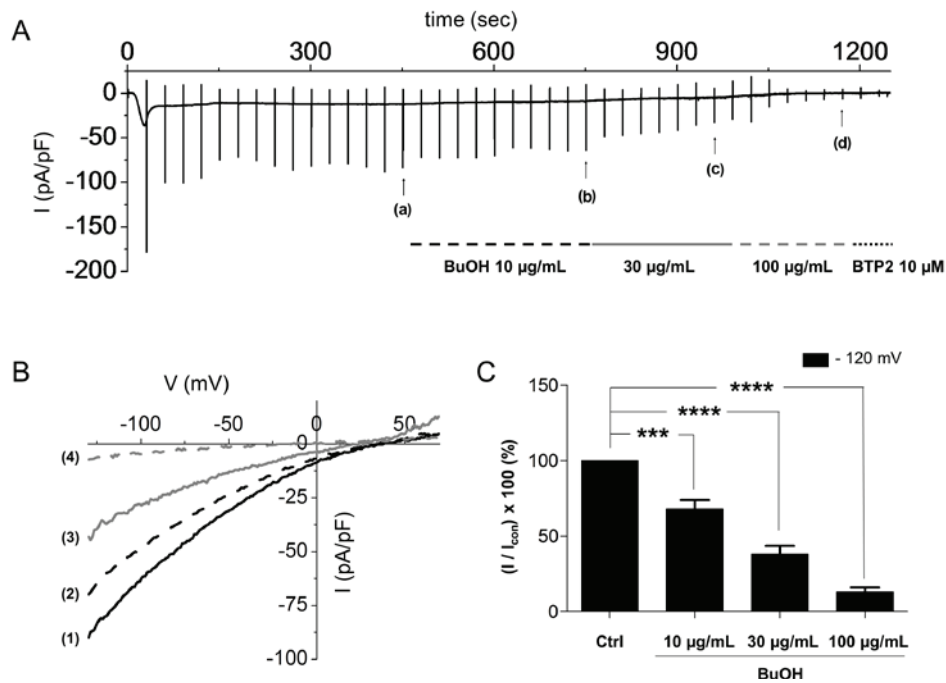 A
time (sec)
0 300 600 900 1200
I (pA/pF)
0
-50
-100
-150
-200
(a)
(b)
(c)
(d)
BuOH 10 µg/mL 30 µg/mL 100 µg/mL BTP2 10 µM
B
V (mV)
-100 -50 0 50
0
-25
-50
-75
-100
I (pA/pF)
(4)
(3)
(2)
(1)
C
- 120 mV
(I / Icon) x 100 (%)
150
100
50
0
****
****
***
Ctrl 10 µg/mL 30 µg/mL 100 µg/mL
BuOH